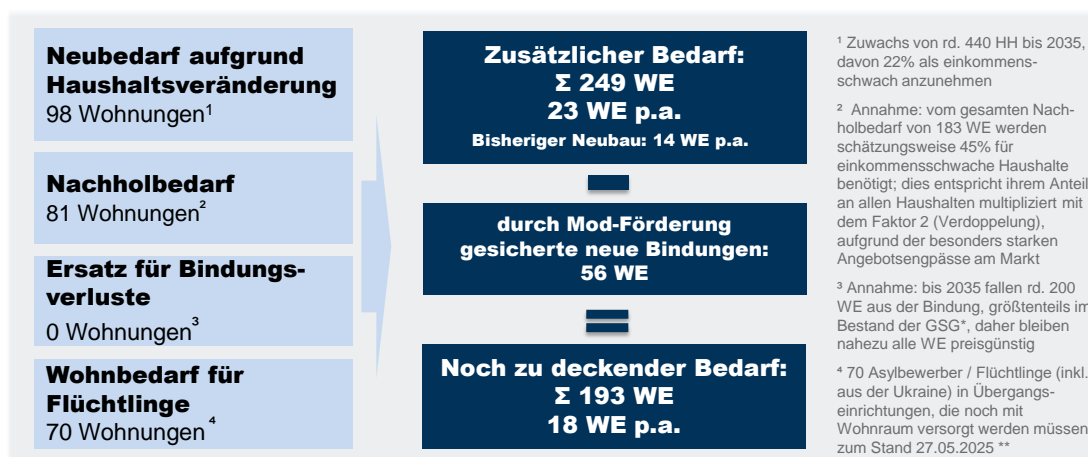 Neubedarf aufgrund
Haushaltsveränderung
98 Wohnungen¹
Nachholbedarf
81 Wohnungen²
Ersatz für Bindungs-
verluste
0 Wohnungen³
Wohnbedarf für
Flüchtlinge
70 Wohnungen⁴
Zusätzlicher Bedarf:
Σ 249 WE
23 WE p.a.
Bisheriger Neubau: 14 WE p.a.
durch Mod-Förderung
gesicherte neue Bindungen:
56 WE
Noch zu deckender Bedarf:
Σ 193 WE
18 WE p.a.
¹ Zuwachs von rd. 440 HH bis 2035,
davon 22% als einkommens-
schwach anzunehmen
² Annahme: vom gesamten Nach-
holbedarf von 183 WE werden
schätzungsweise 45% für
einkommensschwache Haushalte
benötigt; dies entspricht ihrem Anteil
an allen Haushalten multipliziert mit
dem Faktor 2 (Verdoppelung),
aufgrund der besonders starken
Angebotsengpässe am Markt
³ Annahme: bis 2035 fallen rd. 200
WE aus der Bindung, größtenteils im
Bestand der GSG*, daher bleiben
nahezu alle WE preisgünstig
⁴ 70 Asylbewerber / Flüchtlinge (inkl.
aus der Ukraine) in Übergangs-
einrichtungen, die noch mit
Wohnraum versorgt werden müssen
zum Stand 27.05.2025 **